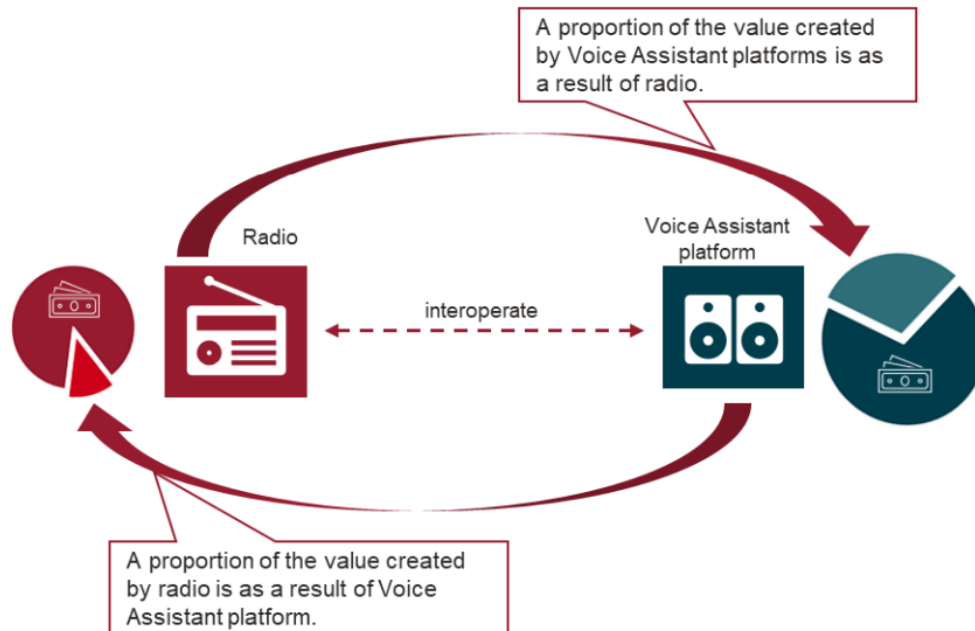 A proportion of the value created
by Voice Assistant platforms is as
a result of radio.
Radio
Voice Assistant
platform
interoperate
A proportion of the value created
by radio is as a result of Voice
Assistant platform.